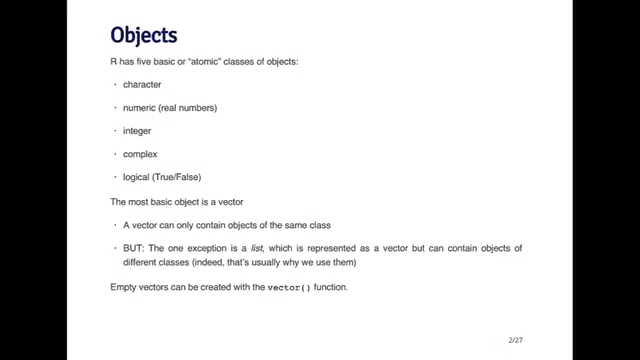 Objects
R has five basic or “atomic” classes of objects:
· character
· numeric (real numbers)
· integer
· complex
· logical (True/False)
The most basic object is a vector
· A vector can only contain objects of the same class
· BUT: The one exception is a list, which is represented as a vector but can contain objects of
different classes (indeed, that’s usually why we use them)
Empty vectors can be created with the vector() function.
2/27